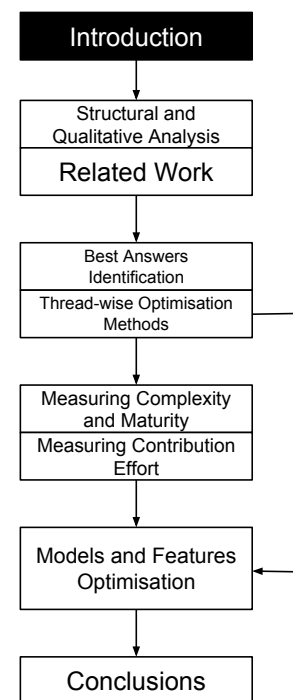 Introduction
Structural and
Qualitative Analysis
Related Work
Best Answers
Identification
Thread-wise Optimisation
Methods
Measuring Complexity
and Maturity
Measuring Contribution
Effort
Models and Features
Optimisation
Conclusions